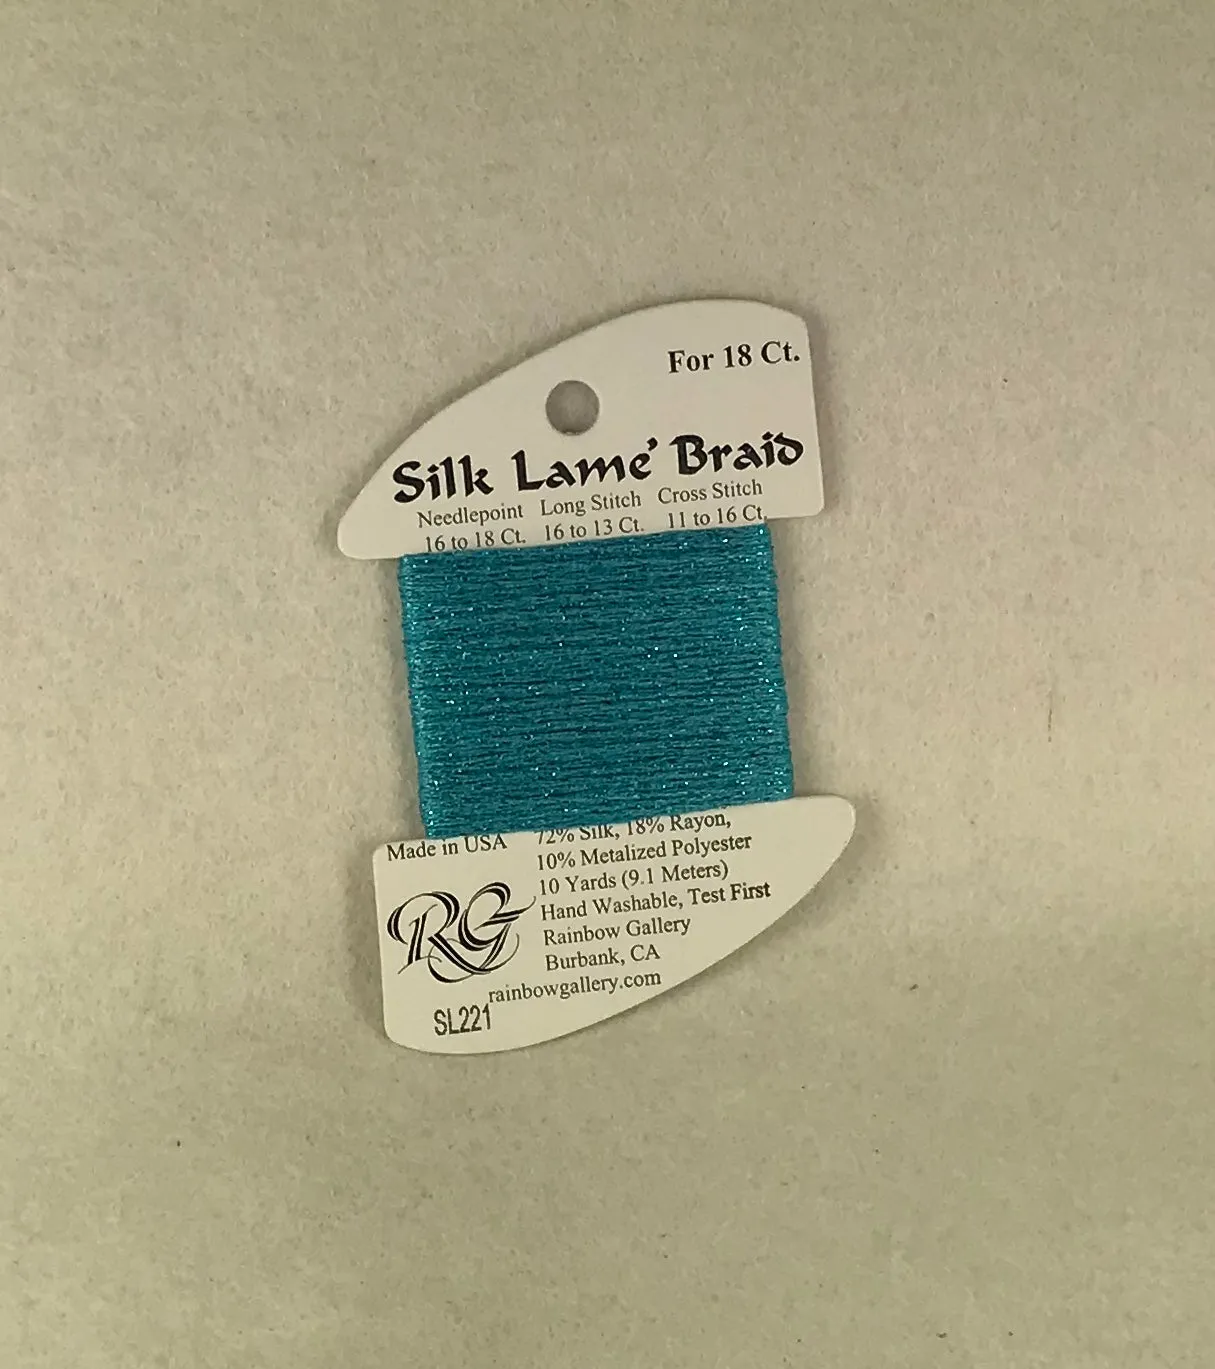 For 18 Ct.
Silk Lame' Braid
Needlepoint Long Stitch Cross Stitch
16 to 18 Ct. 16 to 13 Ct. 11 to 16 Ct.
Made in USA
72% Silk, 18% Rayon,
10% Metalized Polyester
10 Yards (9.1 Meters)
Hand Washable, Test First
Rainbow Gallery
Burbank, CA
rainbowgallery.com
RG
SL221